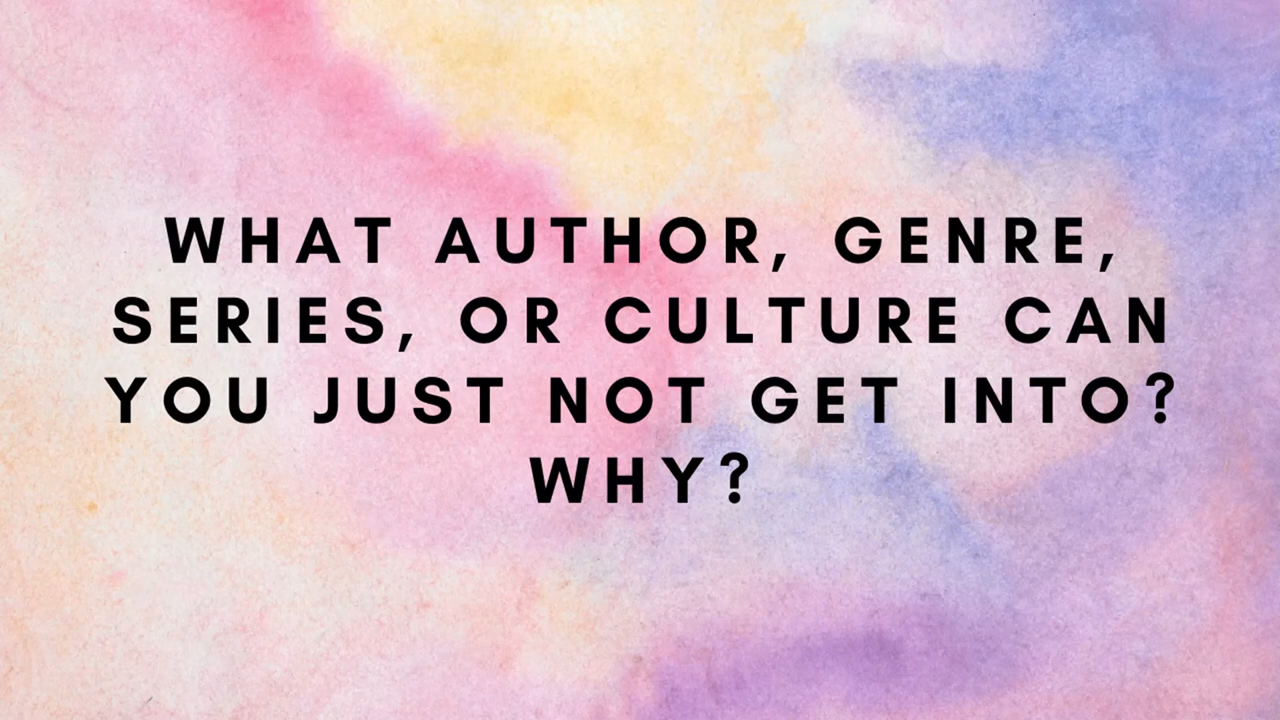 WHAT AUTHOR, GENRE,
SERIES, OR CULTURE CAN
YOU JUST NOT GET INTO?
WHY?